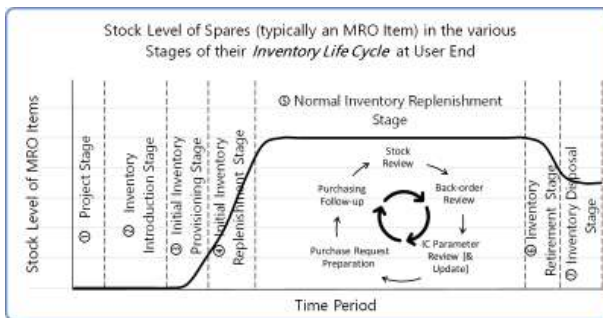 Stock Level of Spares (typically an MRO Item) in the various
Stages of their Inventory Life Cycle at User End
Stock Level of MRO Items
① Project Stage
② Inventory
Introduction Stage
③ Initial Inventory
Provisioning Stage
④ Initial Inventory
Replenishment Stage
⑤ Normal Inventory Replenishment
Stage
Stock
Review
Back-order
Review
IC Parameter
Review [&
Update]
Purchase Request
Preparation
Purchasing
Follow-up
⑥ Inventory
Retirement Stage
⑦ Inventory Disposal
Stage
Time Period